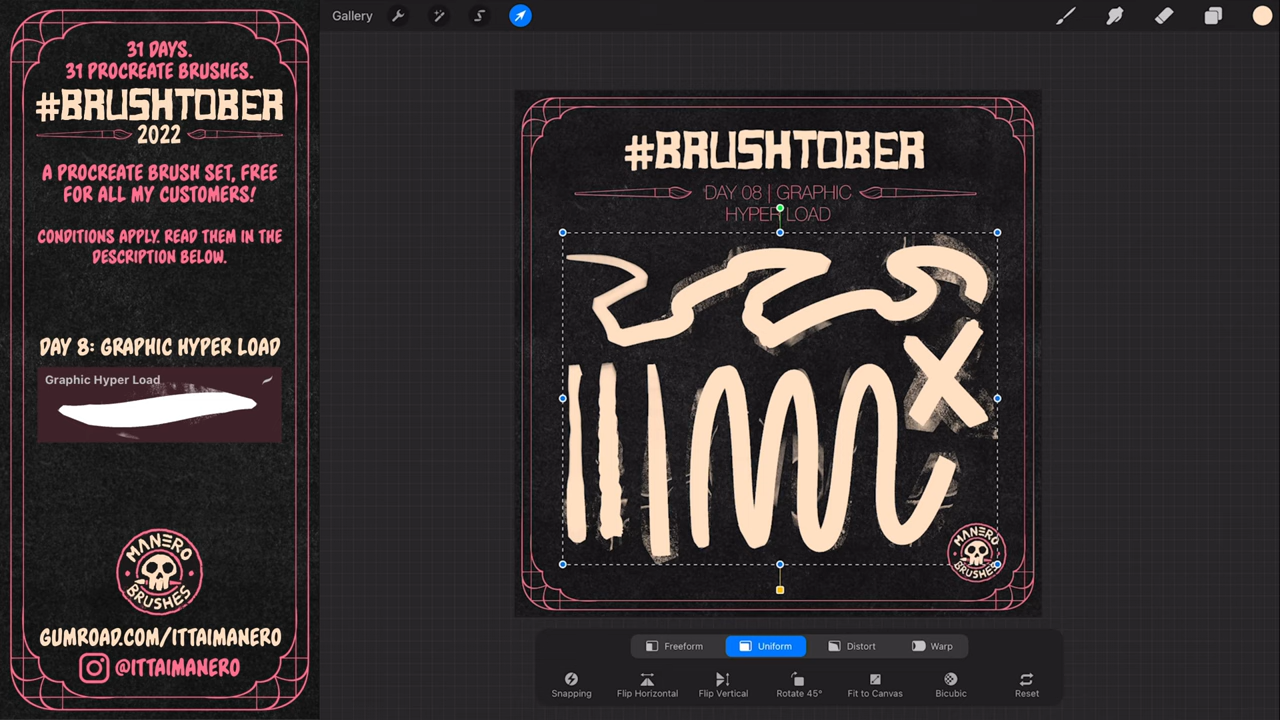 31 DAYS.
31 PROCREATE BRUSHES.
#BRUSHTOBER
2022
A PROCREATE BRUSH SET, FREE
FOR ALL MY CUSTOMERS!
CONDITIONS APPLY. READ THEM IN THE
DESCRIPTION BELOW.
DAY 8: GRAPHIC HYPER LOAD
Graphic Hyper Load
MANERO
BRUSHES
GUMROAD.COM/ITTAIMANERO
@ITTAIMANERO
Gallery
#BRUSHTOBER
DAY 08 | GRAPHIC
HYPER LOAD
MANERO
BRUSHES
Freeform
Uniform
Distort
Warp
Snapping
Flip Horizontal
Flip Vertical
Rotate 45°
Fit to Canvas
Bicubic
Reset